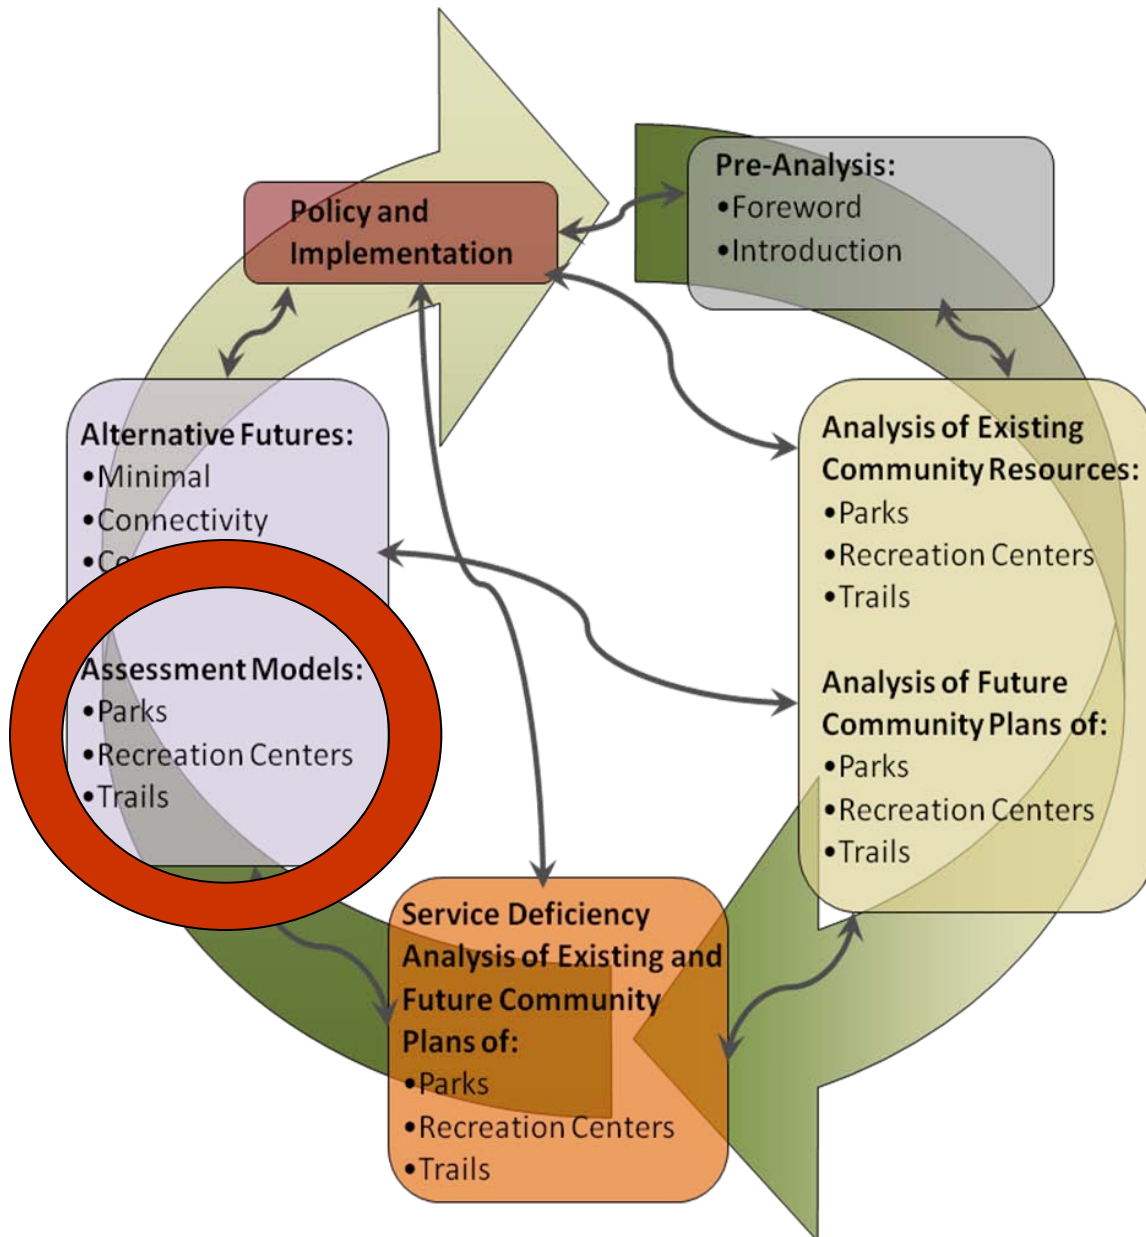 Pre-Analysis:
•Foreword
•Introduction
Policy and
Implementation
Analysis of Existing
Community Resources:
•Parks
•Recreation Centers
•Trails
Analysis of Future
Community Plans of:
•Parks
•Recreation Centers
•Trails
Service Deficiency
Analysis of Existing and
Future Community
Plans of:
•Parks
•Recreation Centers
•Trails
Alternative Futures:
•Minimal
•Connectivity
Assessment Models:
•Parks
•Recreation Centers
•Trails